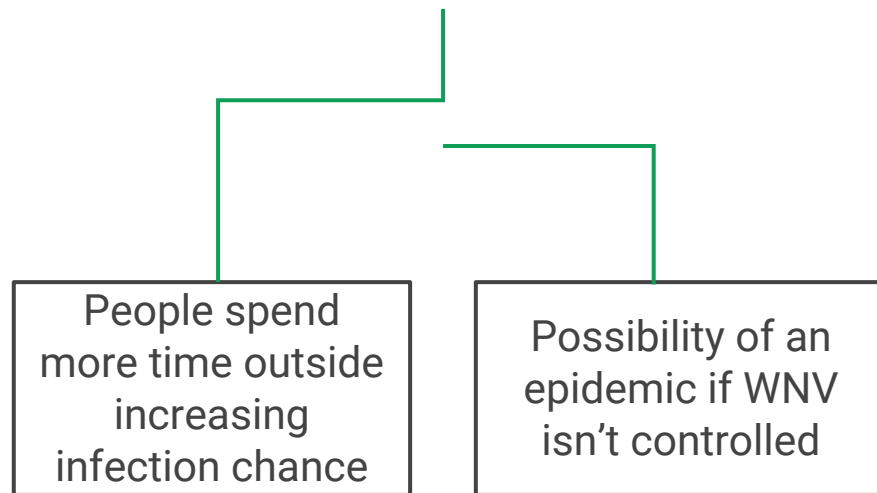 People spend
more time outside
increasing
infection chance
Possibility of an
epidemic if WNV
isn’t controlled